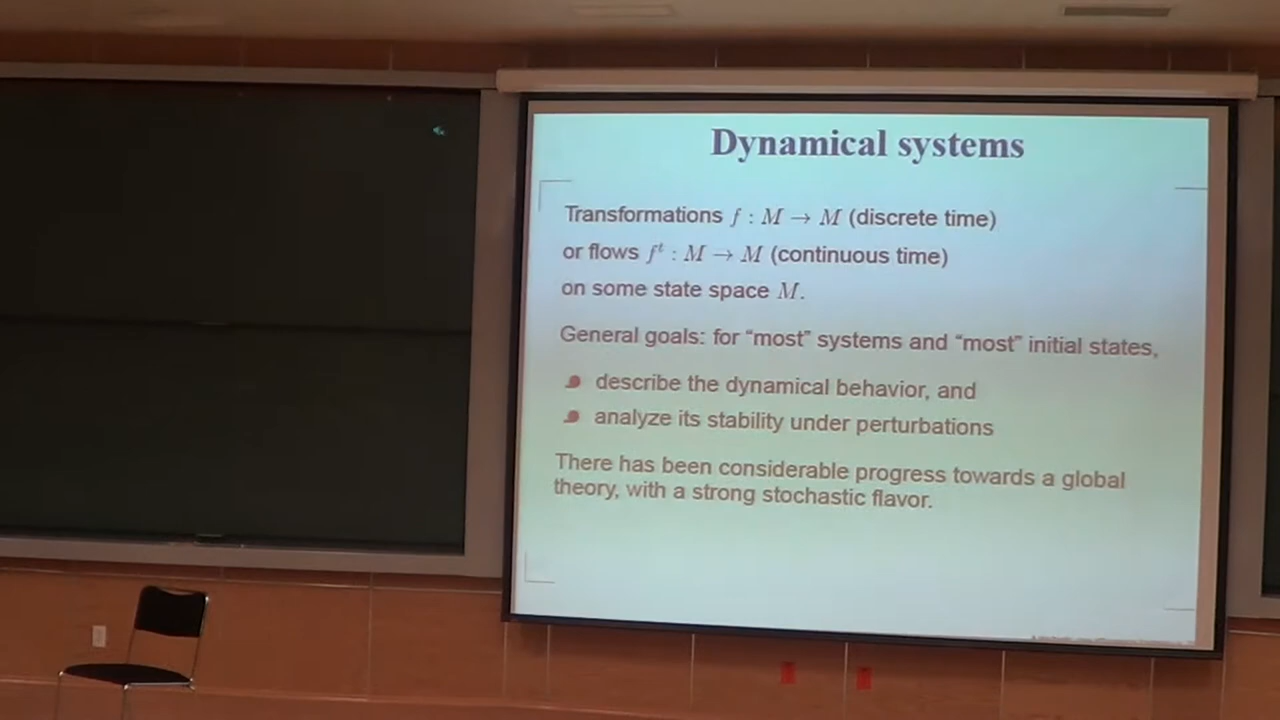 Dynamical systems
Transformations f : M → M (discrete time)
or flows fᵗ : M → M (continuous time)
on some state space M.
General goals: for “most” systems and “most” initial states,
describe the dynamical behavior, and
analyze its stability under perturbations
There has been considerable progress towards a global
theory, with a strong stochastic flavor.